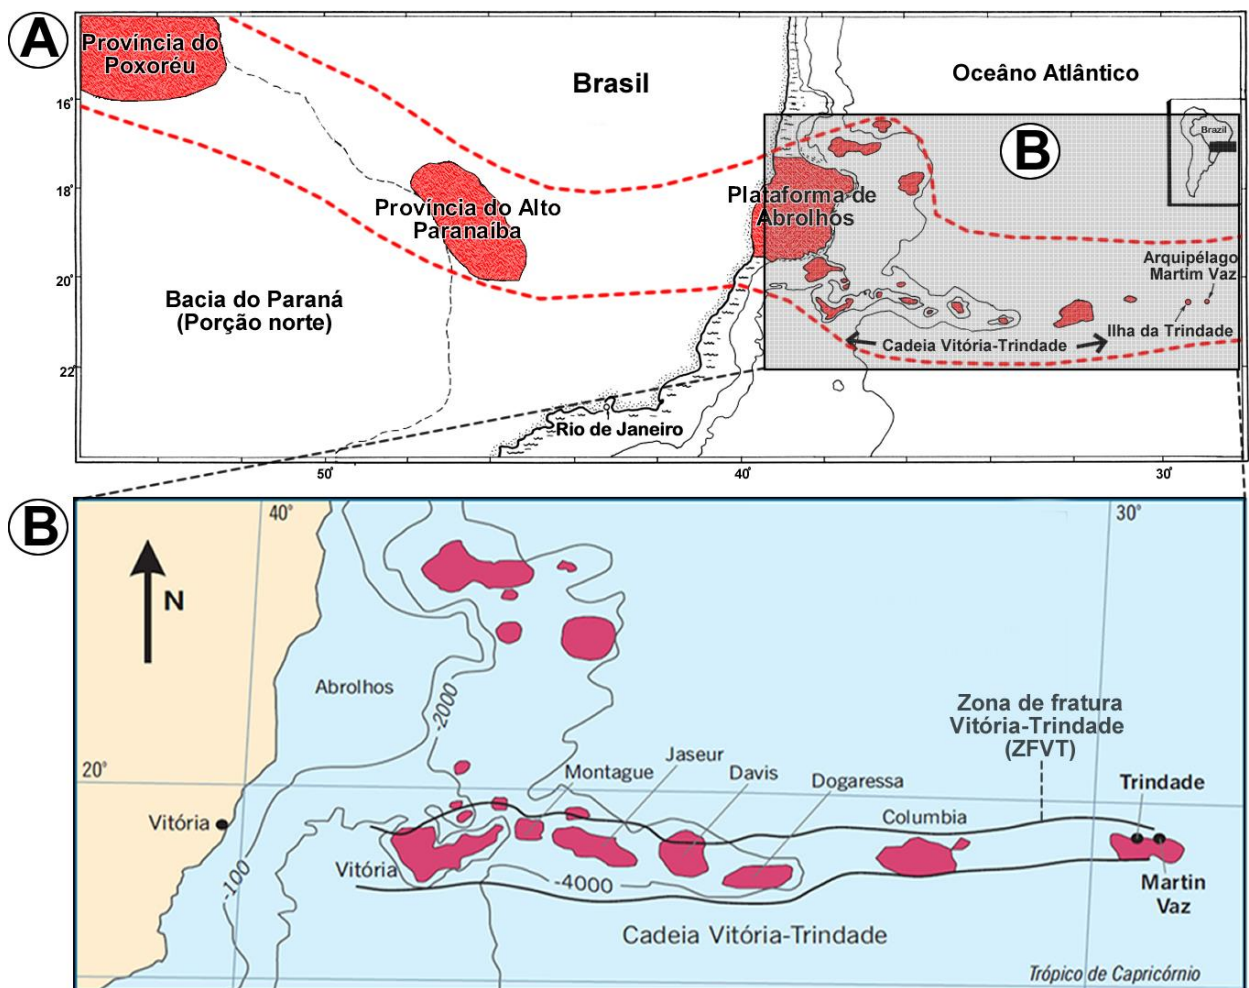 A
Província do
Poxoréu
Brasil
Oceâno Atlântico
Brazil
16°
B
18°
Província do Alto
Paranaíba
Plataforma de
Abrolhos
Arquipélago
Martim Vaz
20°
Bacia do Paraná
(Porção norte)
Ilha da Trindade
Cadeia Vitória-Trindade
22°
Rio de Janeiro
50°
40°
30°
B
40°
30°
N
Abrolhos
-2000
Zona de fratura
Vitória-Trindade
(ZFVT)
20°
Montague
Jaseur
Davis
Dogaressa
Trindade
Columbia
Vitória
Vitória
-100
-4000
Martin
Vaz
Cadeia Vitória-Trindade
Trópico de Capricórnio